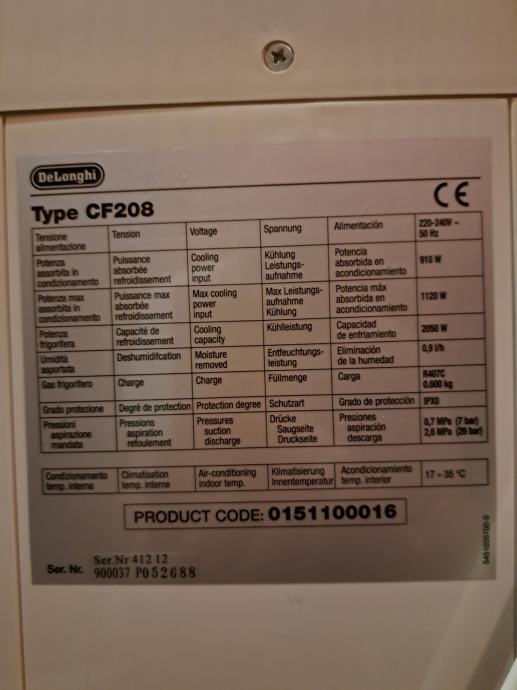 DeLonghi
Type CF208
CE
Tensione alimentazione Tension Voltage Spannung Alimentación 220-240V ~ 50 Hz
Potenza assorbita in condizionamento Puissance absorbée refroidissement Cooling power input Kühlung Leistungs-aufnahme Potencia absorbida en acondicionamiento 910 W
Potenza max assorbita in condizionamento Puissance max absorbée refroidissement Max cooling power input Max Leistungs-aufnahme Kühlung Potencia máx absorbida en acondicionamiento 1120 W
Potenza frigorifera Capacité de refroidissement Cooling capacity Kühlleistung Capacidad de enfriamiento 2050 W
Umidità asportata Deshumidifcation Moisture removed Entfeuchtungs-leistung Eliminación de la humedad 0,9 l/h
Gas frigorifero Charge Charge Füllmenge Carga R407C 0.600 kg
Grado protezione Degré de protection Protection degree Schutzart Grado de protección IPX0
Pressioni aspirazione mandata Pressions aspiration refoulement Pressures suction discharge Drücke Saugseite Druckseite Presiones aspiración descarga 0,7 MPa (7 bar) 2,6 MPa (26 bar)
Condizionamento temp. interna Climatisation temp. interne Air-conditioning indoor temp. Klimatisierung Innentemperatur Acondicionamiento temp. interior 17 ÷ 35 °C
PRODUCT CODE: 0151100016
Ser. Nr. Ser.Nr 412 12
900037 P052688
5451035700-0